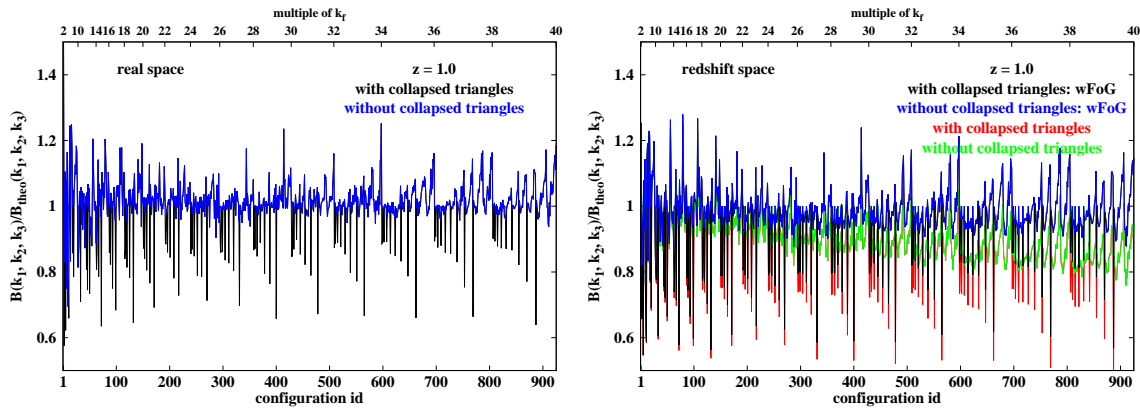 multiple of k_f
2 10 14 16 18 20 22 24 26 28 30 32 34 36 38 40
real space
z = 1.0
with collapsed triangles
without collapsed triangles
B(k_1, k_2, k_3)/B_theo(k_1, k_2, k_3)
1.4
1.2
1
0.8
0.6
1 100 200 300 400 500 600 700 800 900
configuration id
multiple of k_f
2 10 14 16 18 20 22 24 26 28 30 32 34 36 38 40
redshift space
z = 1.0
with collapsed triangles: wFoG
without collapsed triangles: wFoG
with collapsed triangles
without collapsed triangles
B(k_1, k_2, k_3)/B_theo(k_1, k_2, k_3)
1.4
1.2
1
0.8
0.6
1 100 200 300 400 500 600 700 800 900
configuration id